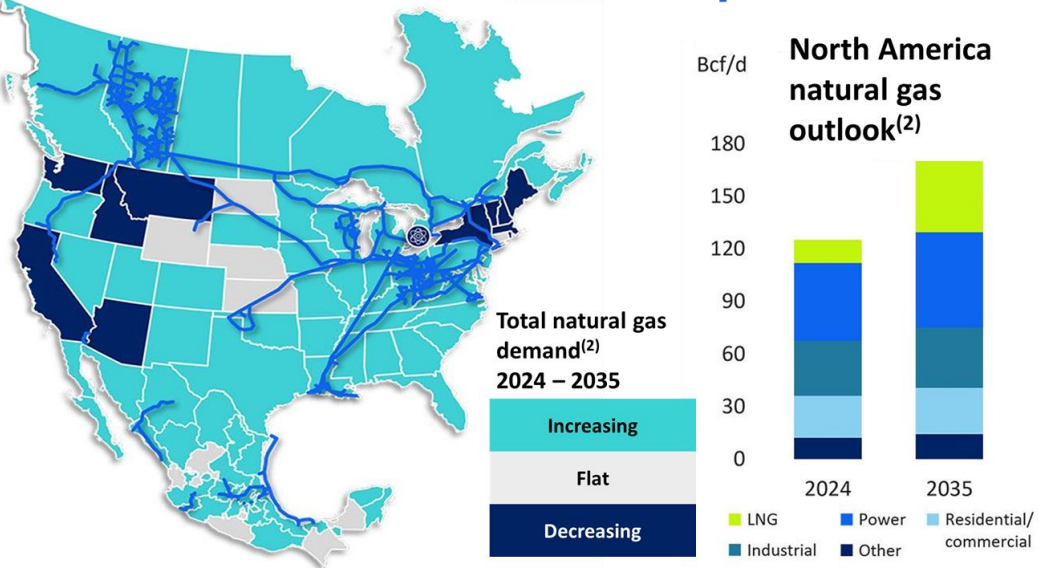 Bcf/d
North America
natural gas
outlook(2)
180
150
120
90
60
30
0
2024
2035
LNG
Power
Residential/
commercial
Industrial
Other
Total natural gas
demand(2)
2024 – 2035
Increasing
Flat
Decreasing